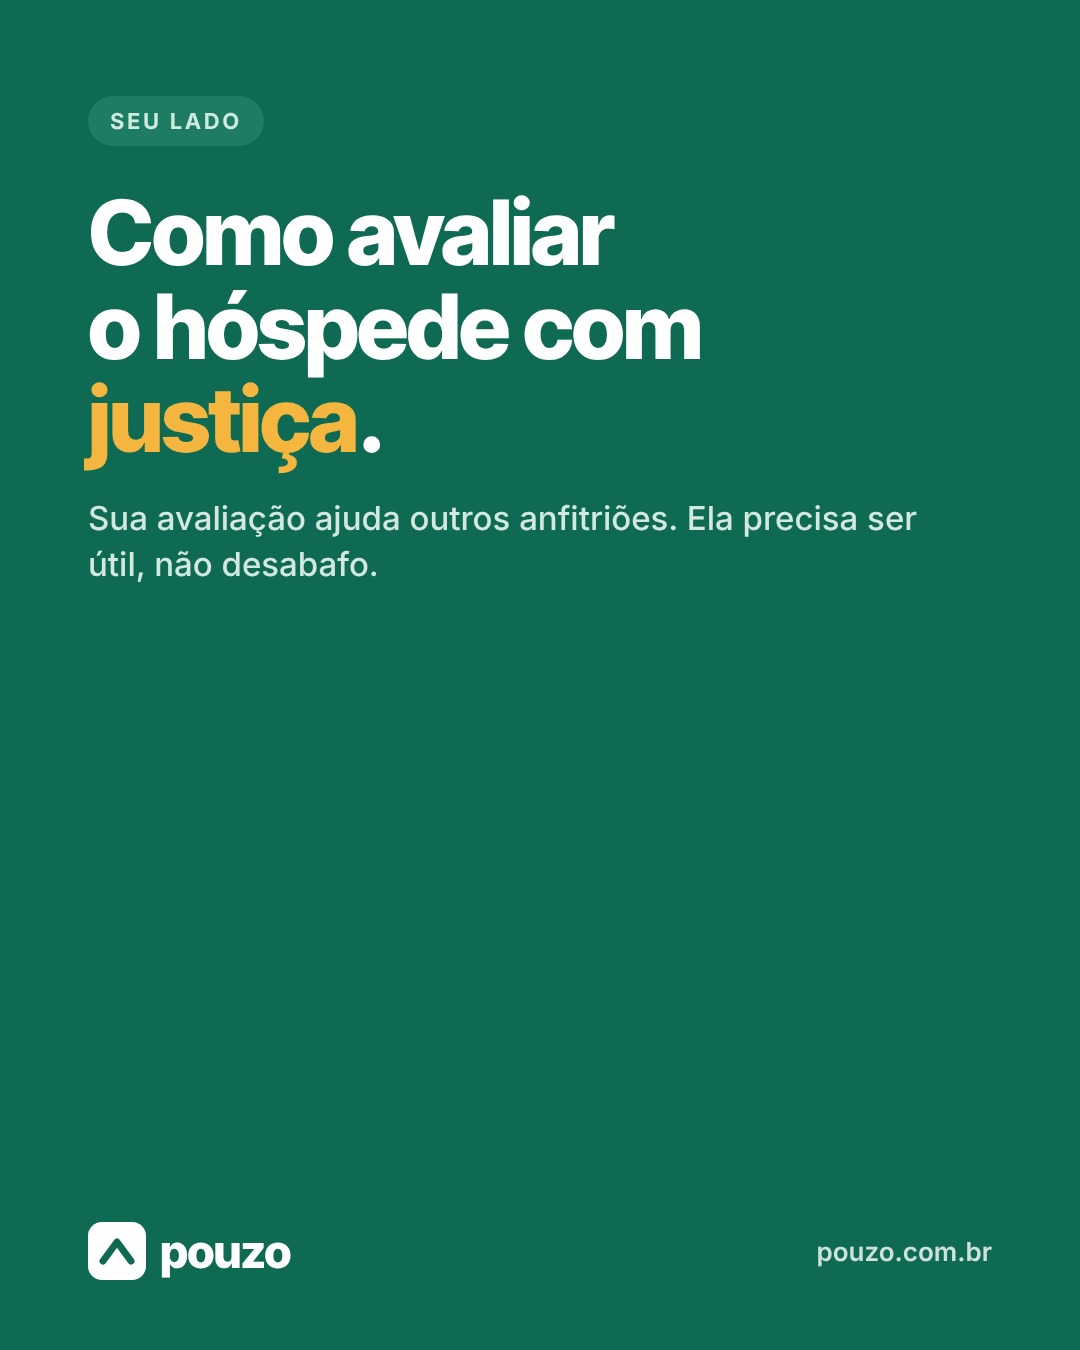 SEU LADO
Como avaliar
o hóspede com
justiça.
Sua avaliação ajuda outros anfitriões. Ela precisa ser
útil, não desabafo.
pouzo
pouzo.com.br